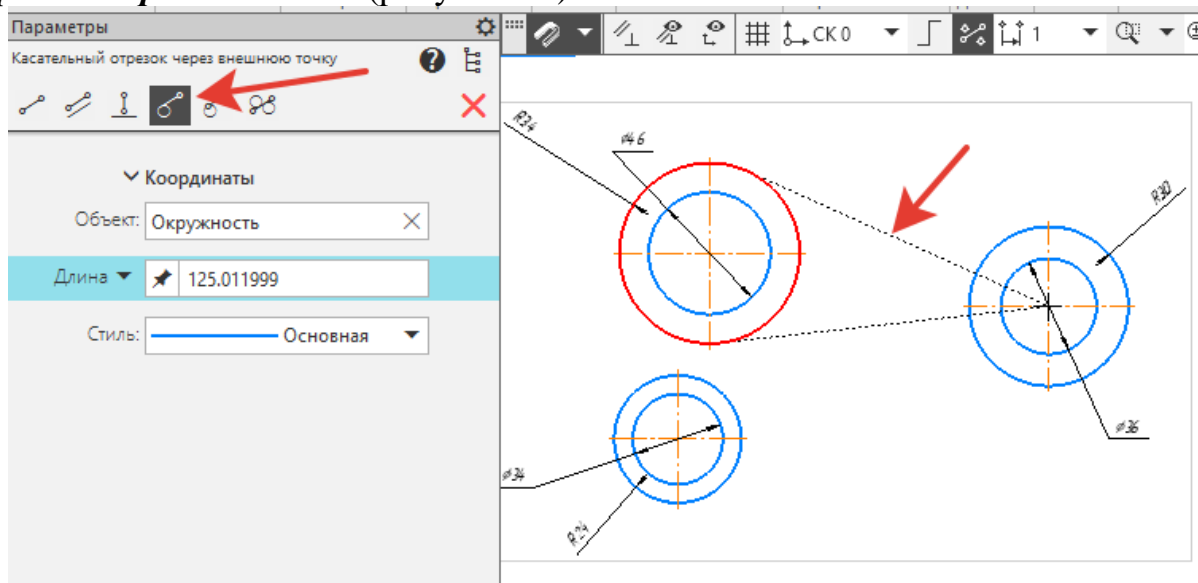 Параметры
СК 0
1
Касательный отрезок через внешнюю точку
Координаты
Объект: Окружность
Длина 125.011999
Стиль: Основная
R34
⌀46
R30
⌀36
⌀34
R24